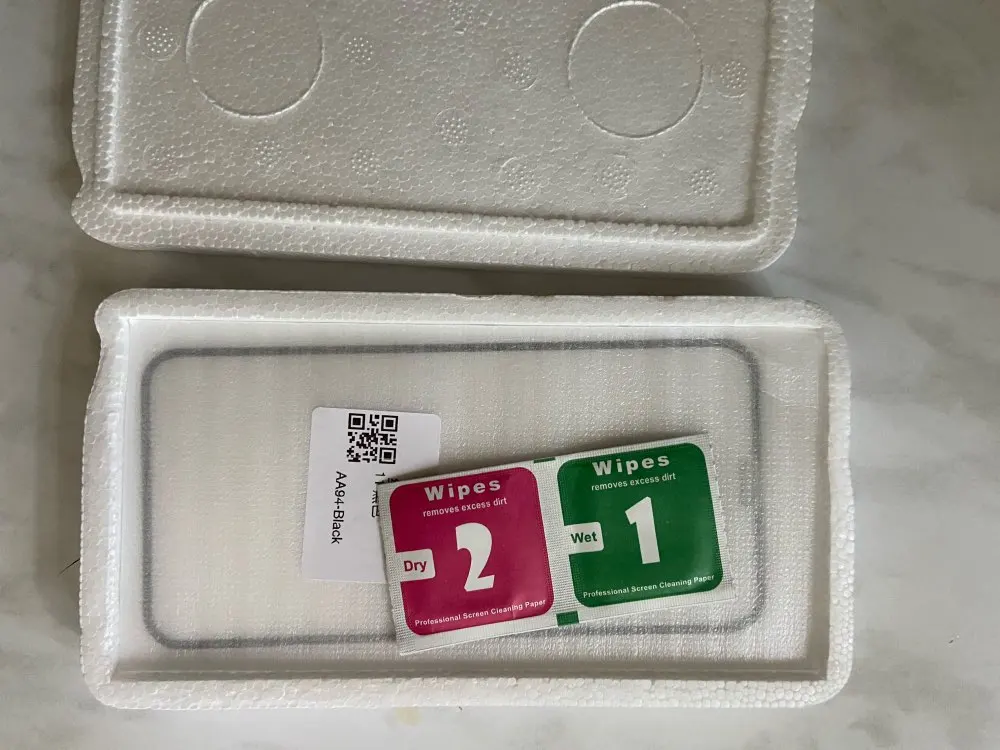 AA94-Black
Wipes
removes excess dirt
Dry
2
Professional Screen Cleaning Paper
Wipes
removes excess dirt
Wet
1
Professional Screen Cleaning Paper